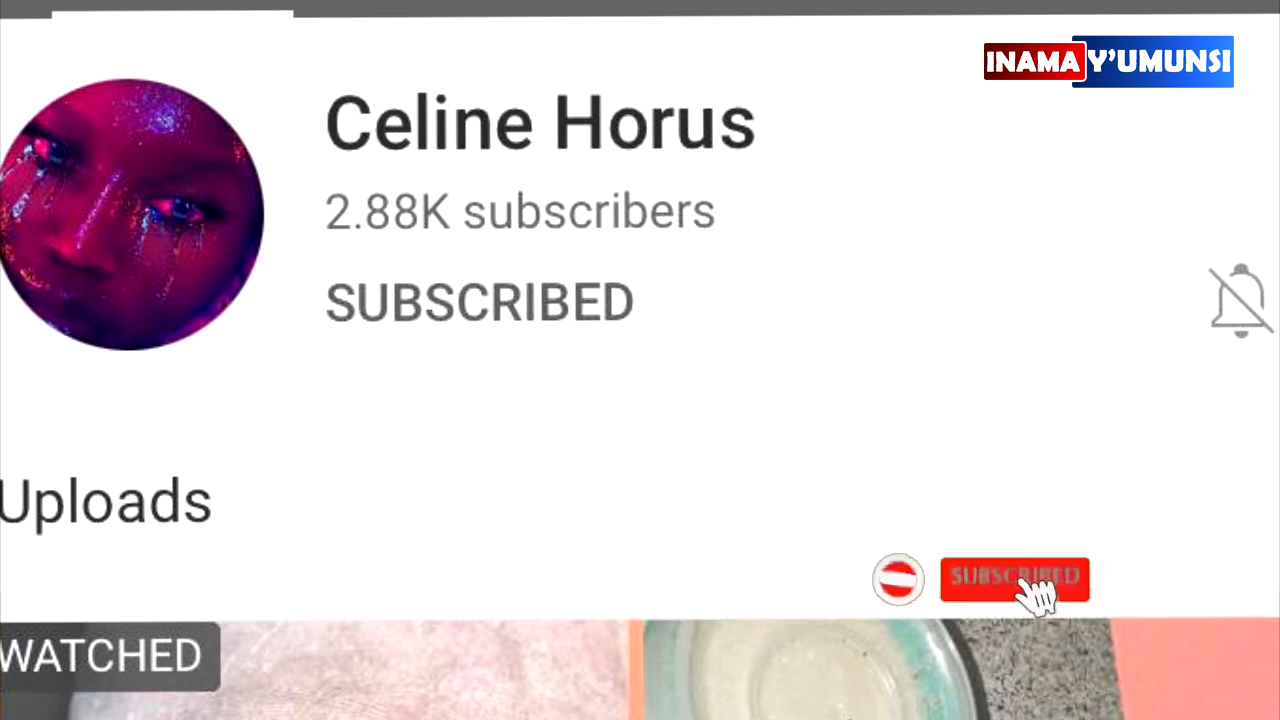 INAMA Y'UMUNSI
Celine Horus
2.88K subscribers
SUBSCRIBED
Uploads
SUBSCRIBED
WATCHED